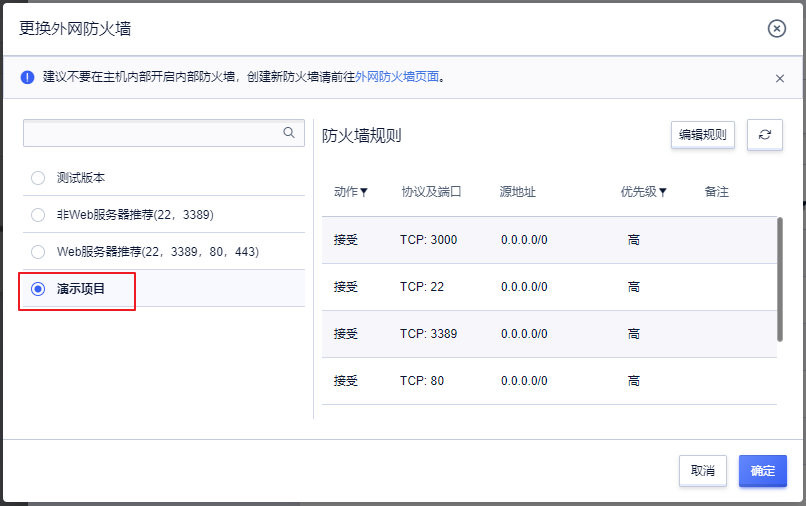 更换外网防火墙
建议不要在主机内部开启内部防火墙，创建新防火墙请前往外网防火墙页面。
测试版本
非Web服务器推荐(22，3389)
Web服务器推荐(22，3389，80，443)
演示项目
防火墙规则 编辑规则
动作 协议及端口 源地址 优先级 备注
接受 TCP: 3000 0.0.0.0/0 高
接受 TCP: 22 0.0.0.0/0 高
接受 TCP: 3389 0.0.0.0/0 高
接受 TCP: 80 0.0.0.0/0 高
取消 确定